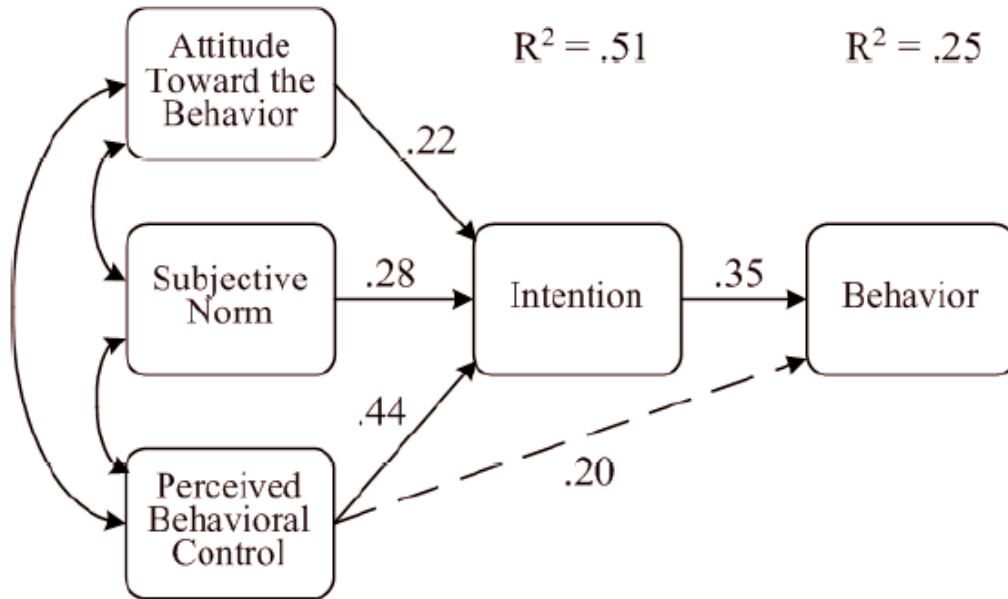 Attitude
Toward the
Behavior
R² = .51
R² = .25
.22
Subjective
Norm
.28
Intention
.35
Behavior
.44
.20
Perceived
Behavioral
Control